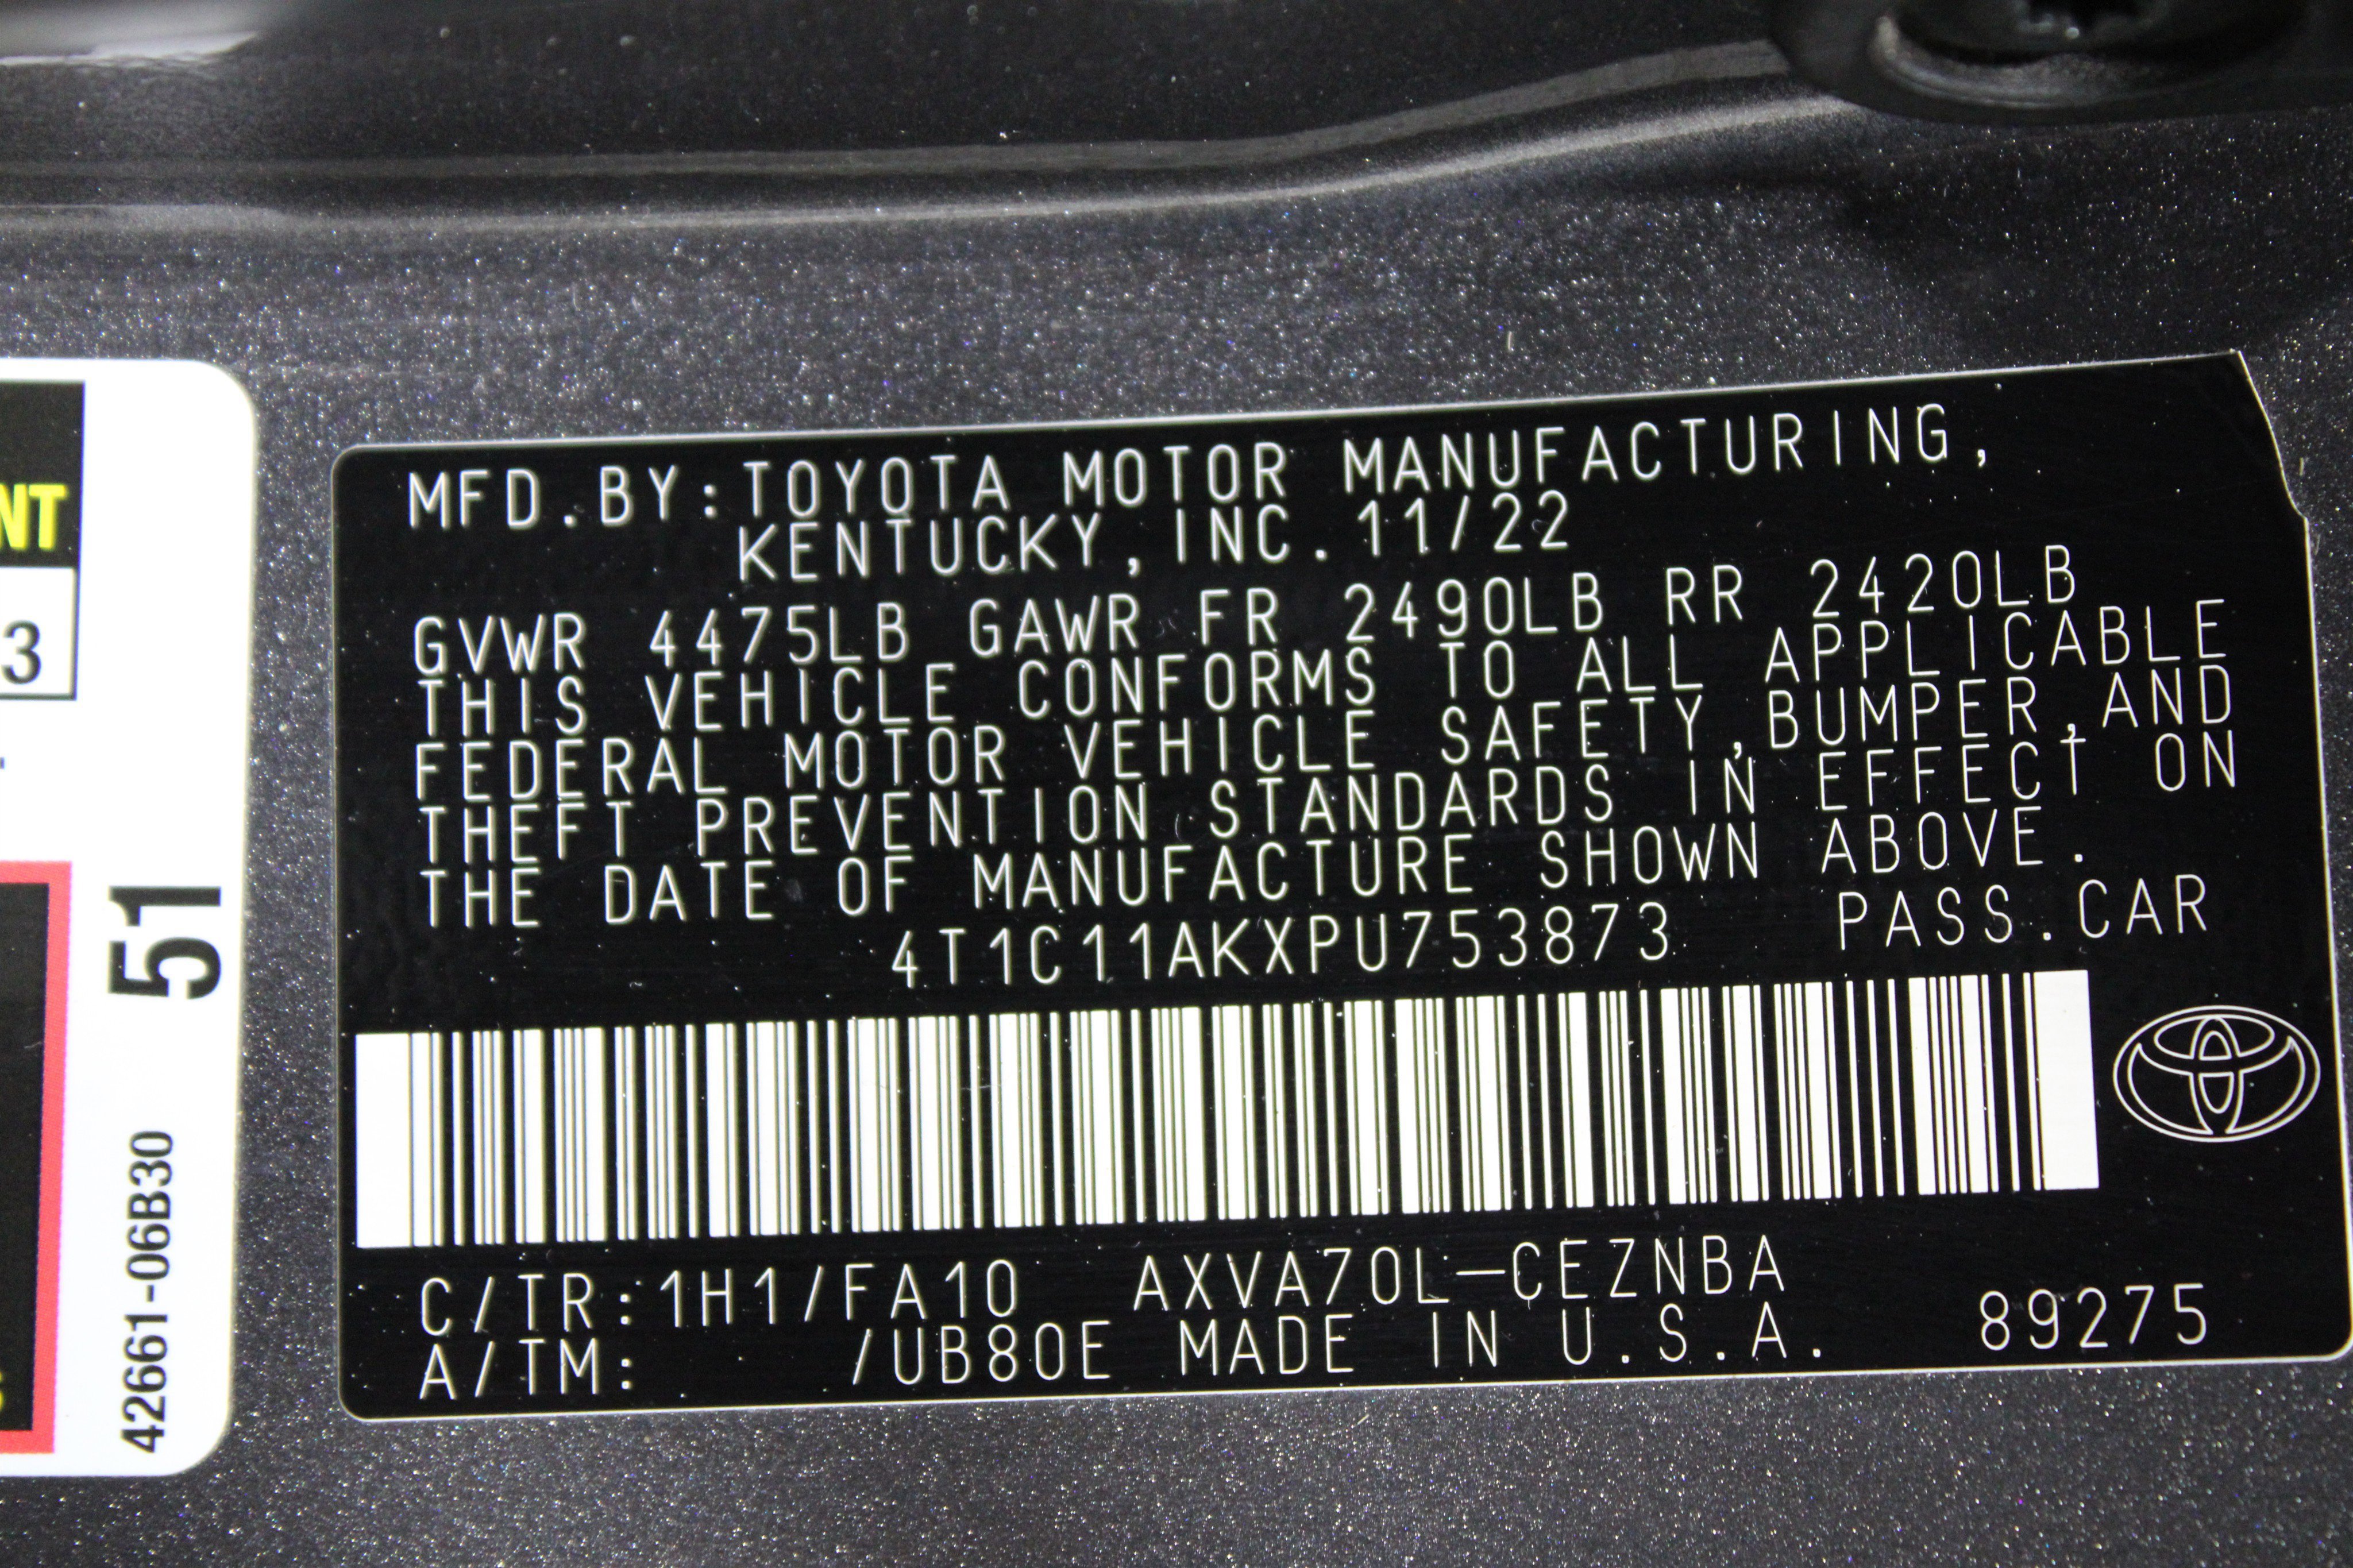 MFD.BY:TOYOTA MOTOR MANUFACTURING,
KENTUCKY,INC.11/22
GVWR 4475LB GAWR FR 2490LB RR 2420LB
THIS VEHICLE CONFORMS TO ALL APPLICABLE
FEDERAL MOTOR VEHICLE SAFETY,BUMPER,AND
THEFT PREVENTION STANDARDS IN EFFECT ON
THE DATE OF MANUFACTURE SHOWN ABOVE.
4T1C11AKXPU753873 PASS.CAR
C/TR:1H1/FA10 AXVA70L-CEZNBA
A/TM: /UB80E MADE IN U.S.A. 89275
NT
3
51
42661-06B30